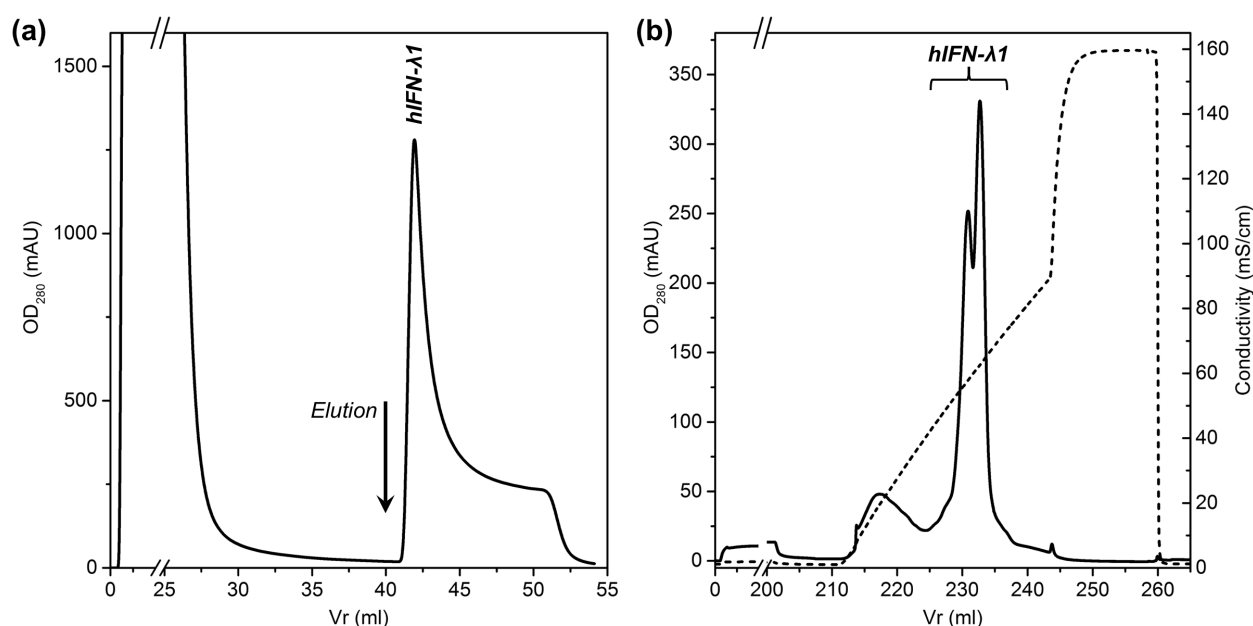 (a)
1500
1000
500
0
OD280 (mAU)
hIFN-λ1
Elution
0 25 30 35 40 45 50 55
Vr (ml)
(b)
350
300
250
200
150
100
50
0
OD280 (mAU)
hIFN-λ1
160
140
120
100
80
60
40
20
0
Conductivity (mS/cm)
0 200 210 220 230 240 250 260
Vr (ml)